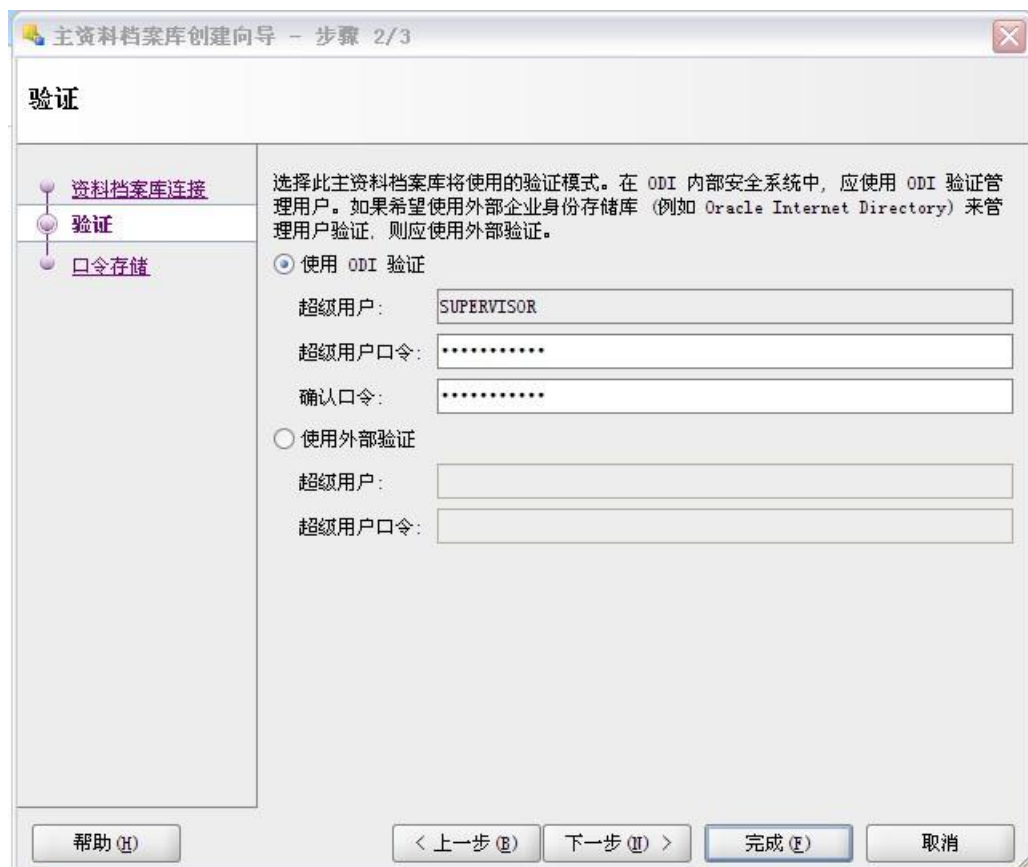 主资料档案库创建向导 - 步骤 2/3
验证
资料档案库连接
验证
口令存储
选择此主资料档案库将使用的验证模式。在 ODI 内部安全系统中, 应使用 ODI 验证管
理用户。如果希望使用外部企业身份存储库 (例如 Oracle Internet Directory) 来管
理用户验证, 则应使用外部验证。
使用 ODI 验证
超级用户:
SUPERVISOR
超级用户口令:
•••••••••••
确认口令:
•••••••••••
使用外部验证
超级用户:
超级用户口令:
帮助(H)
< 上一步(B)
下一步(N) >
完成(F)
取消